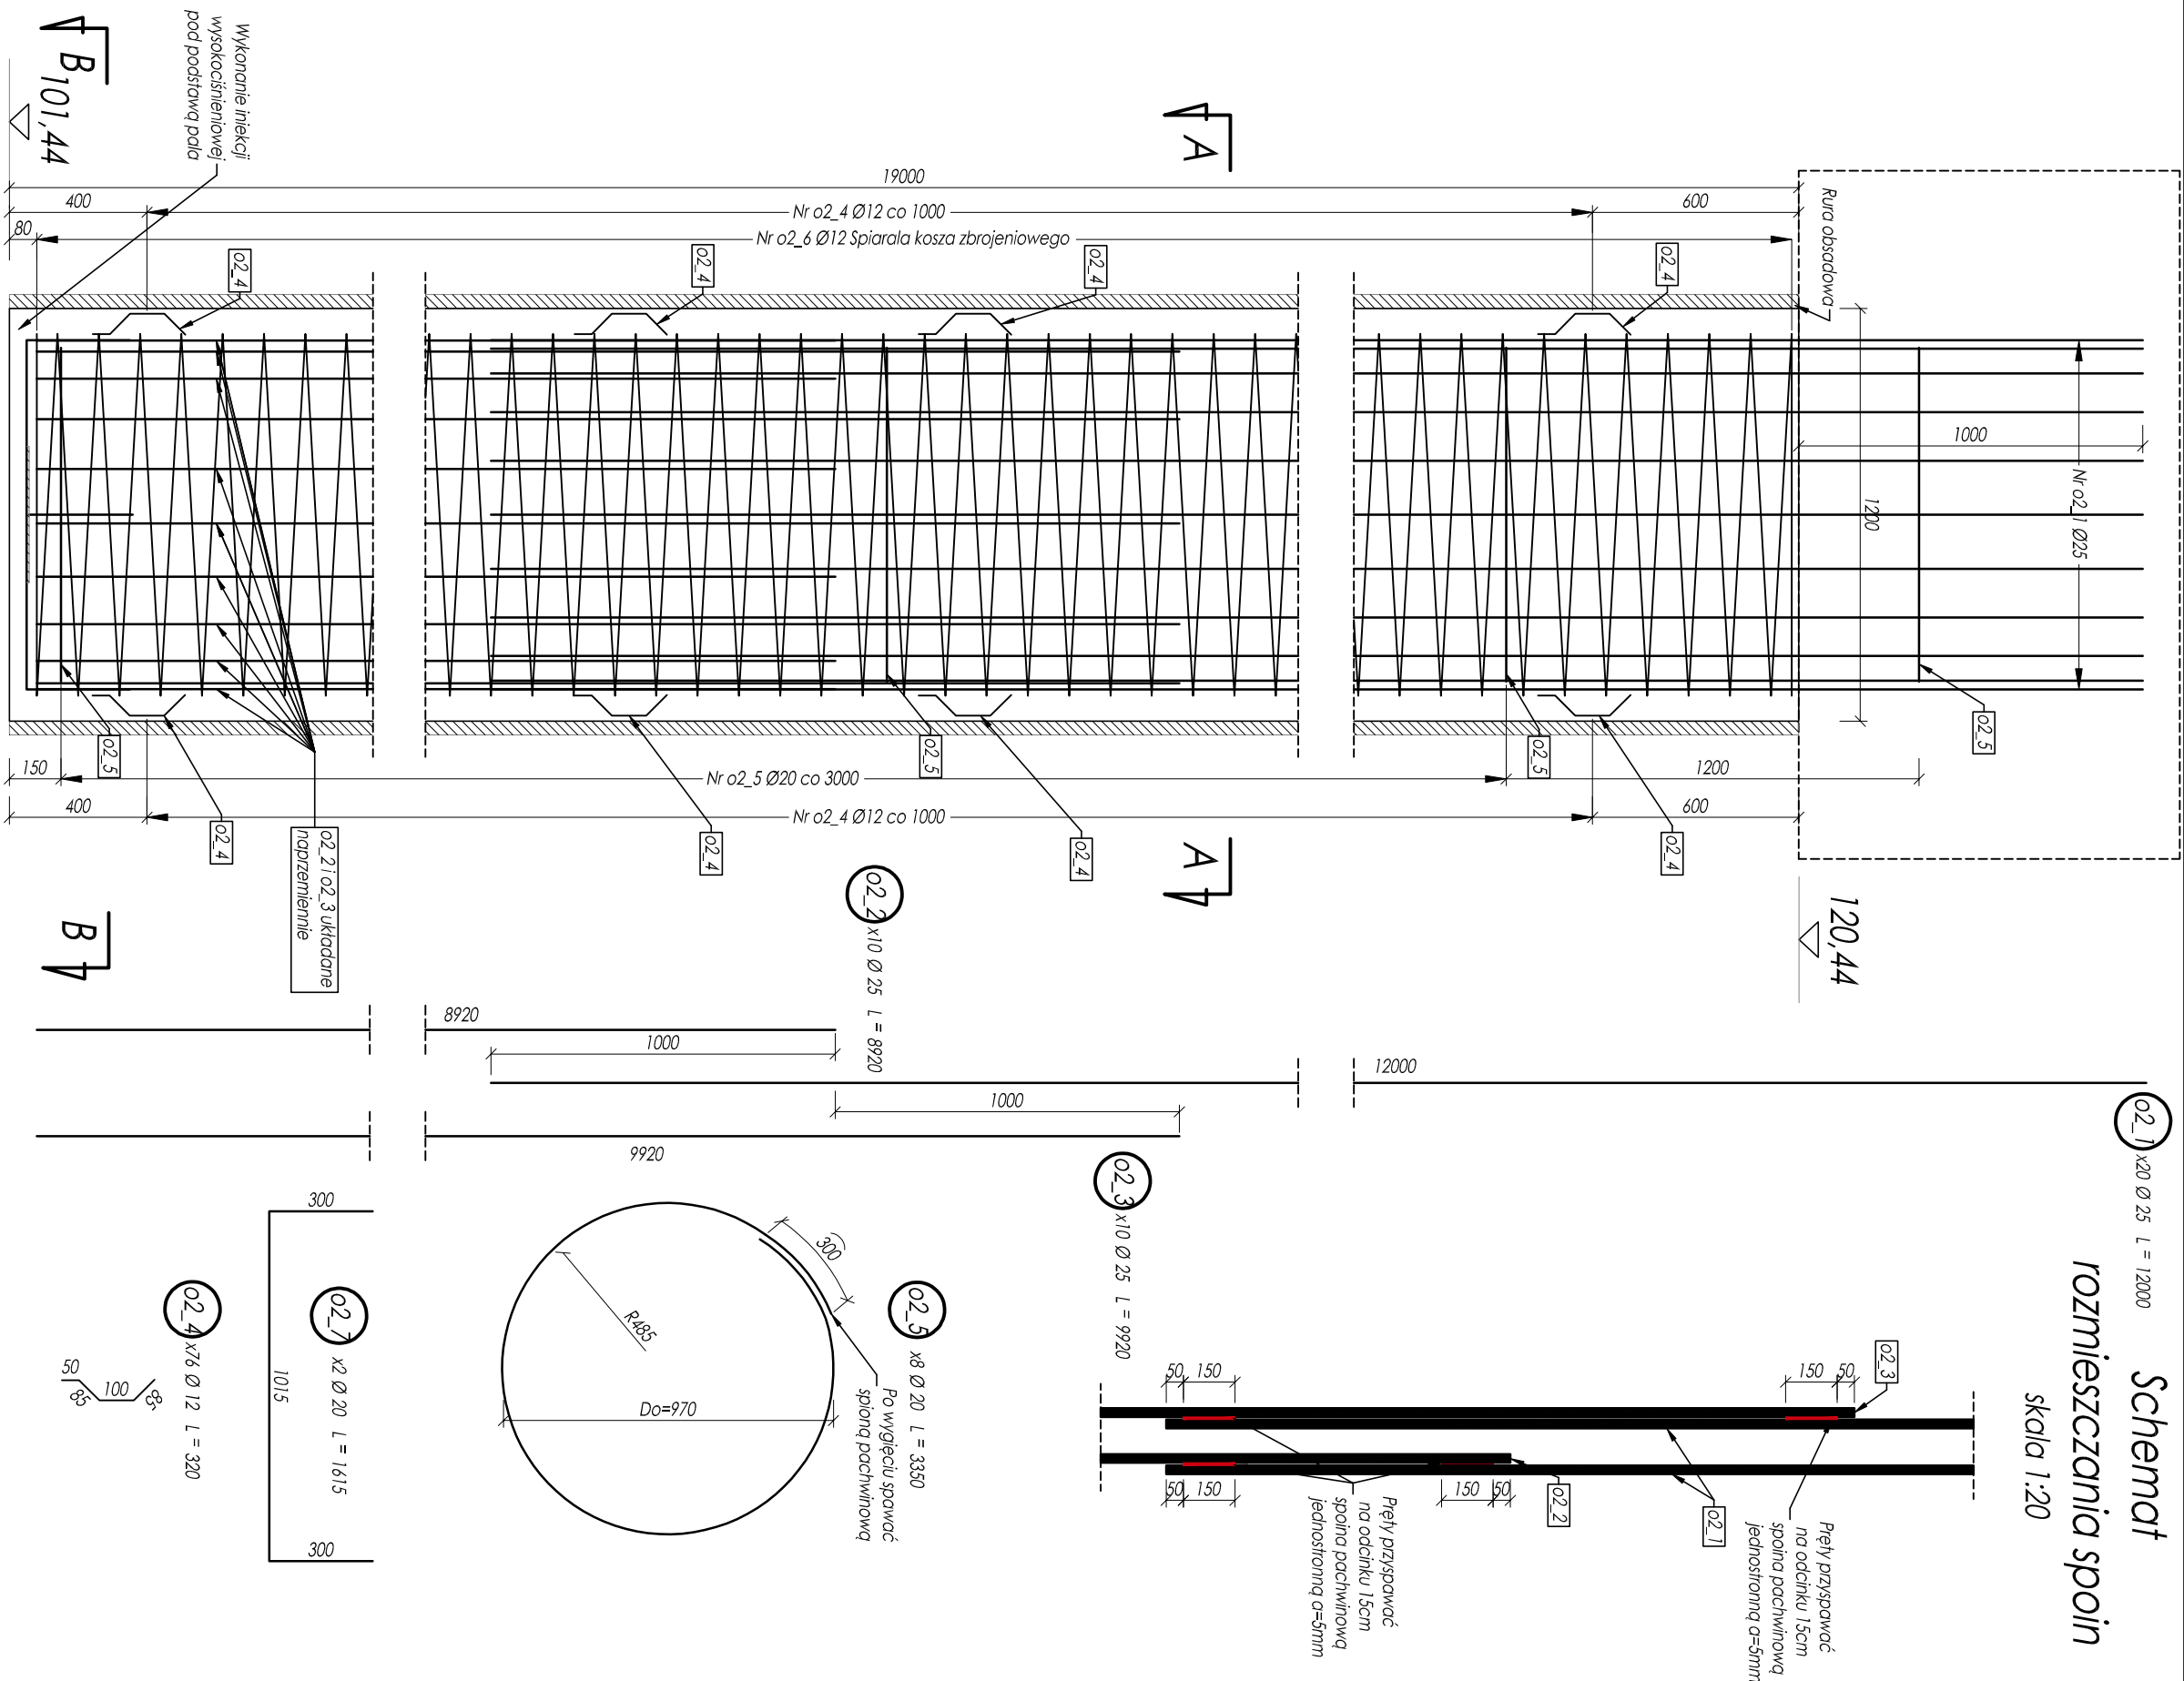 Schemat
rozmieszczania spoin
skala 1:20
B
101,44
Wykonanie iniekcji
wysokociśnieniowej
pod podstawą pala
A
19000
400
Nr o2_4 Ø12 co 1000
600
80
Nr o2_6 Ø12 Spiarala kosza zbrojeniowego
Rura obsadowa
o2_4
o2_4
o2_4
o2_4
1000
1200
Nr o2_1 Ø25
o2_5
o2_5
o2_5
o2_5
150
Nr o2_5 Ø20 co 3000
1200
400
Nr o2_4 Ø12 co 1000
600
o2_4
o2_4
o2_4
o2_4
o2_2 i o2_3 układane
naprzemiennie
A
B
120,44
o2_2 x10 Ø 25 L = 8920
8920
1000
12000
1000
9920
o2_1 x20 Ø 25 L = 12000
o2_3 x10 Ø 25 L = 9920
300
1015
300
o2_7 x2 Ø 20 L = 1615
o2_4 x76 Ø 12 L = 320
50
85
100
85
300
R485
Do=970
o2_5 x8 Ø 20 L = 3350
Po wygięciu spawać
spioną pachwinową
50
150
150
50
o2_3
50
150
150
50
o2_2
o2_1
Pręty przyspawać
na odcinku 15cm
spoina pachwinową
jednostronną a=5mm
Pręty przyspawać
na odcinku 15cm
spoina pachwinową
jednostronną a=5mm